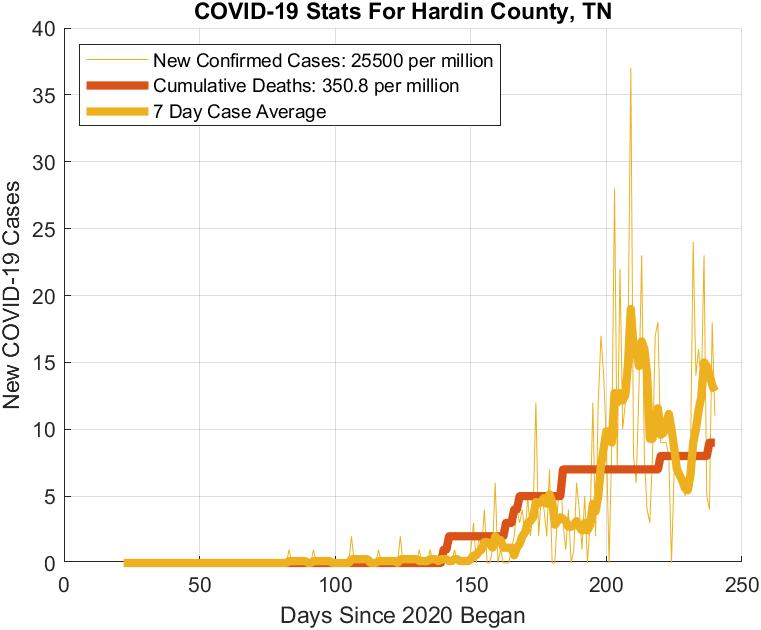 COVID-19 Stats For Hardin County, TN
New Confirmed Cases: 25500 per million
Cumulative Deaths: 350.8 per million
7 Day Case Average
New COVID-19 Cases
40
35
30
25
20
15
10
5
0
0 50 100 150 200 250
Days Since 2020 Began